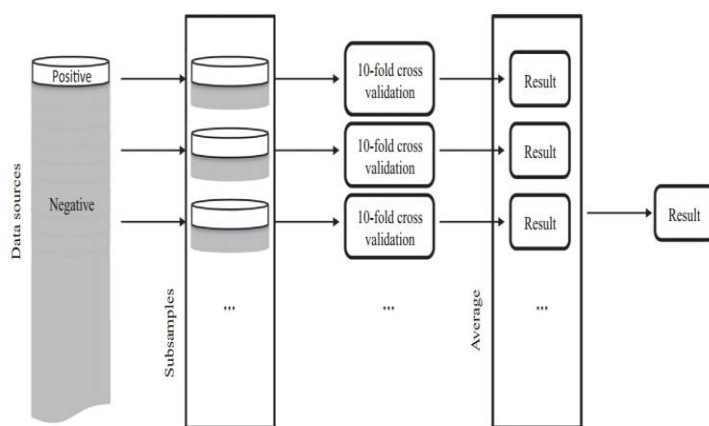 Data sources
Positive
Negative
Subsamples
...
10-fold cross
validation
10-fold cross
validation
10-fold cross
validation
...
Average
Result
Result
Result
...
Result